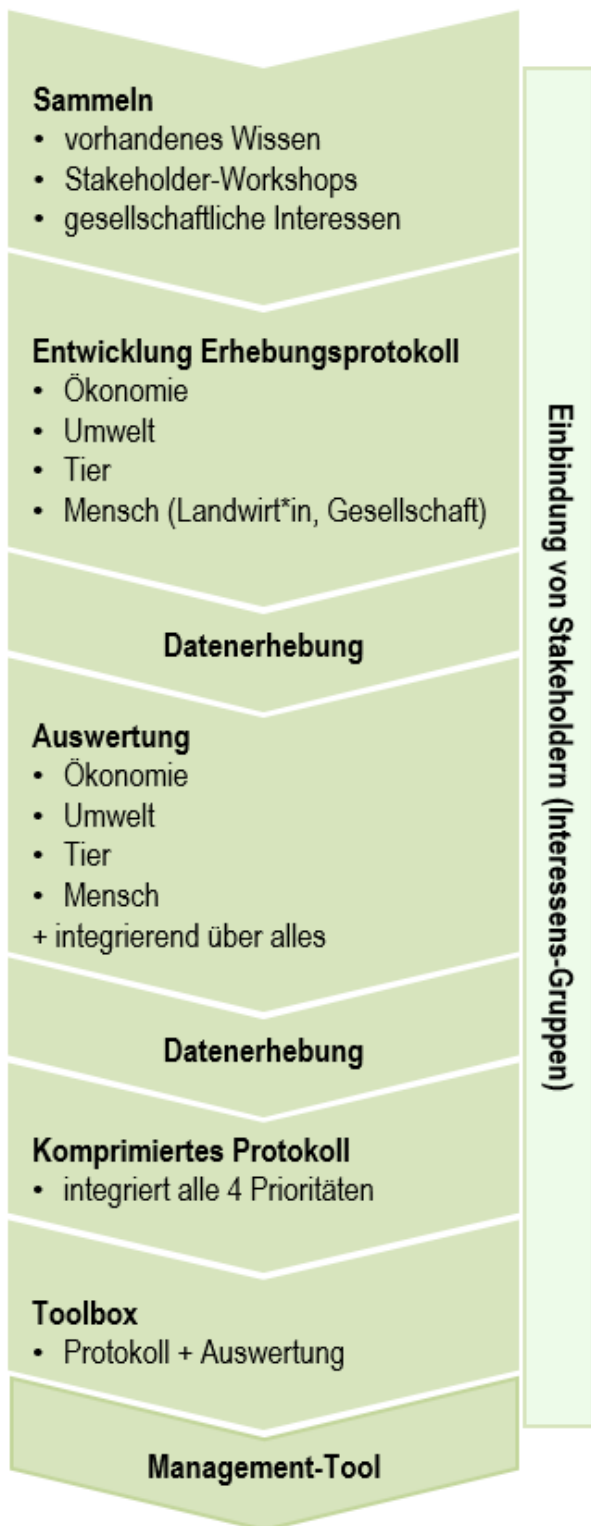 Sammeln
• vorhandenes Wissen
• Stakeholder-Workshops
• gesellschaftliche Interessen
Entwicklung Erhebungsprotokoll
• Ökonomie
• Umwelt
• Tier
• Mensch (Landwirt*in, Gesellschaft)
Datenerhebung
Auswertung
• Ökonomie
• Umwelt
• Tier
• Mensch
+ integrierend über alles
Datenerhebung
Komprimiertes Protokoll
• integriert alle 4 Prioritäten
Toolbox
• Protokoll + Auswertung
Management-Tool
Einbindung von Stakeholdern (Interessens-Gruppen)